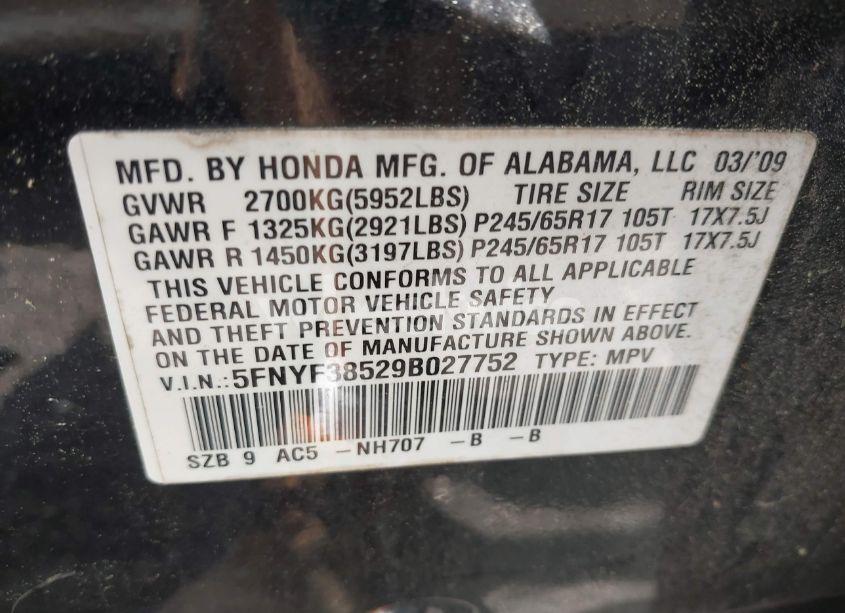 MFD. BY HONDA MFG. OF ALABAMA, LLC 03/'09
GVWR 2700KG(5952LBS) TIRE SIZE RIM SIZE
GAWR F 1325KG(2921LBS) P245/65R17 105T 17X7.5J
GAWR R 1450KG(3197LBS) P245/65R17 105T 17X7.5J
THIS VEHICLE CONFORMS TO ALL APPLICABLE
FEDERAL MOTOR VEHICLE SAFETY
AND THEFT PREVENTION STANDARDS IN EFFECT
ON THE DATE OF MANUFACTURE SHOWN ABOVE.
V.I.N.:5FNYF38529B027752 TYPE: MPV
SZB 9 AC5 -NH707 -B -B